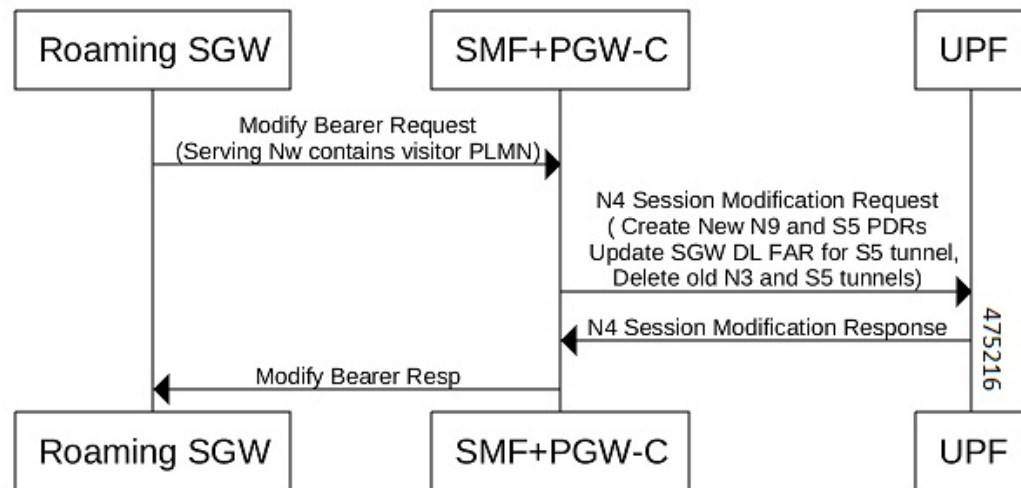 Roaming SGW
SMF+PGW-C
UPF
Modify Bearer Request
(Serving Nw contains visitor PLMN)
N4 Session Modification Request
( Create New N9 and S5 PDRs
Update SGW DL FAR for S5 tunnel,
Delete old N3 and S5 tunnels)
N4 Session Modification Response
475216
Modify Bearer Resp
Roaming SGW
SMF+PGW-C
UPF